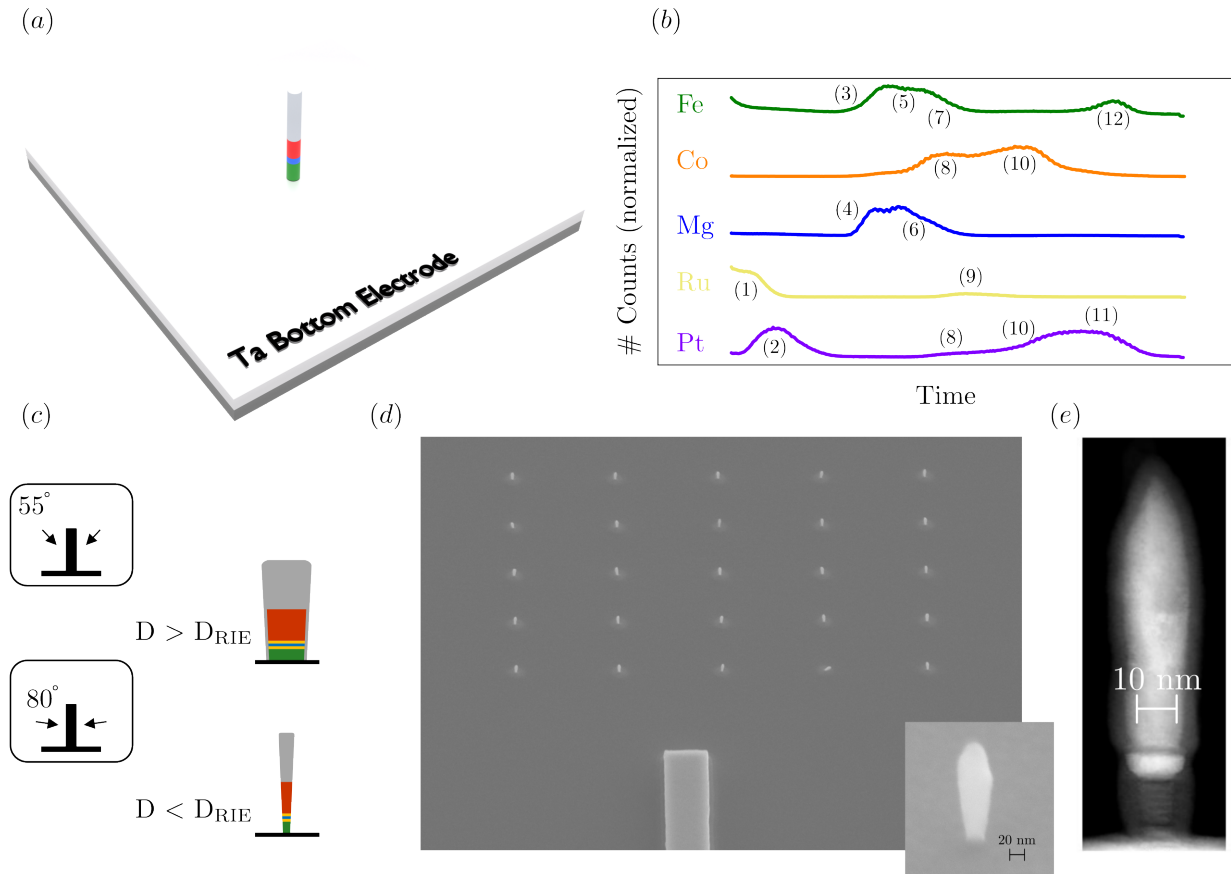 (a)
Ta Bottom Electrode
(b)
# Counts (normalized)
Fe
(3)
(5)
(7)
(12)
Co
(8)
(10)
Mg
(4)
(6)
Ru
(1)
(9)
Pt
(2)
(8)
(10)
(11)
Time
(c)
55°
D > D_RIE
80°
D < D_RIE
(d)
20 nm
(e)
10 nm